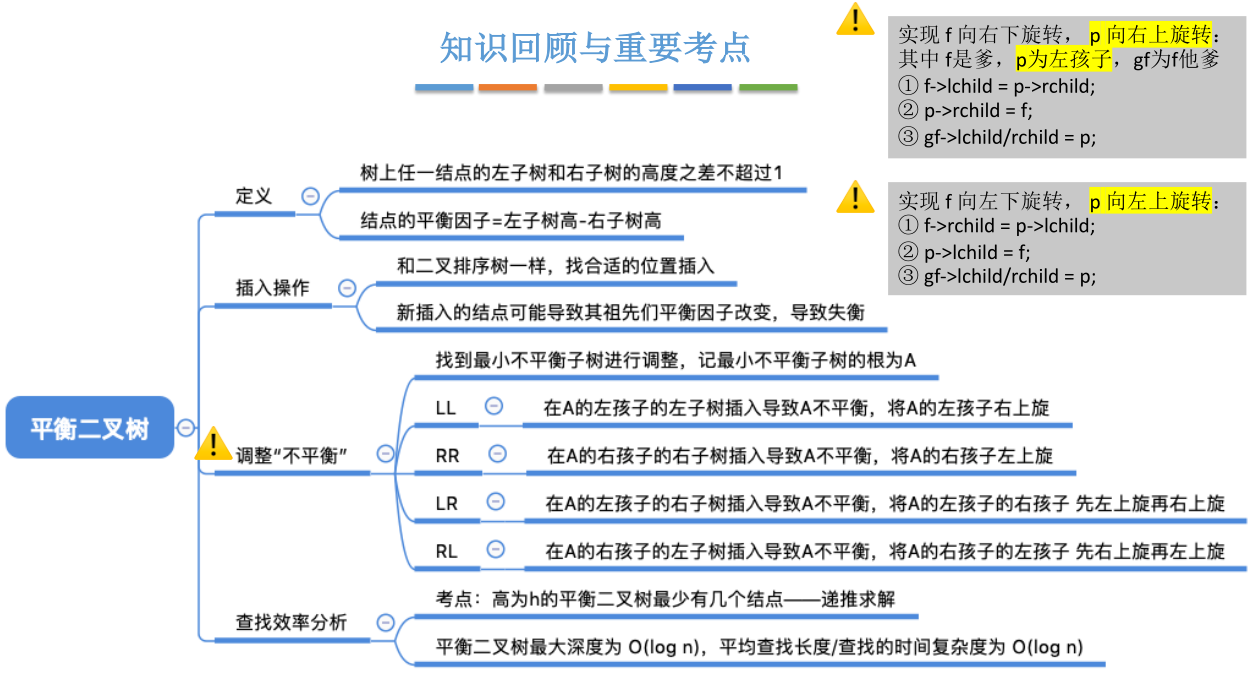 知识回顾与重要考点
实现 f 向右下旋转， p 向右上旋转：
其中 f是爹，p为左孩子，gf为f他爹
① f->lchild = p->rchild;
② p->rchild = f;
③ gf->lchild/rchild = p;
实现 f 向左下旋转， p 向左上旋转：
① f->rchild = p->lchild;
② p->lchild = f;
③ gf->lchild/rchild = p;
平衡二叉树
定义
树上任一结点的左子树和右子树的高度之差不超过1
结点的平衡因子=左子树高-右子树高
插入操作
和二叉排序树一样，找合适的位置插入
新插入的结点可能导致其祖先们平衡因子改变，导致失衡
调整“不平衡”
找到最小不平衡子树进行调整，记最小不平衡子树的根为A
LL 在A的左孩子的左子树插入导致A不平衡，将A的左孩子右上旋
RR 在A的右孩子的右子树插入导致A不平衡，将A的右孩子左上旋
LR 在A的左孩子的右子树插入导致A不平衡，将A的左孩子的右孩子 先左上旋再右上旋
RL 在A的右孩子的左子树插入导致A不平衡，将A的右孩子的左孩子 先右上旋再左上旋
查找效率分析
考点：高为h的平衡二叉树最少有几个结点——递推求解
平衡二叉树最大深度为 O(log n)，平均查找长度/查找的时间复杂度为 O(log n)